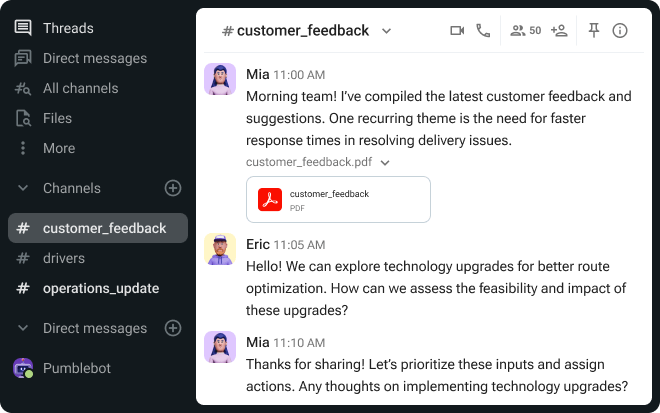 Threads
Direct messages
All channels
Files
More
Channels
# customer_feedback
# drivers
# operations_update
Direct messages
Pumblebot
# customer_feedback
50
Mia 11:00 AM
Morning team! I’ve compiled the latest customer feedback and
suggestions. One recurring theme is the need for faster
response times in resolving delivery issues.
customer_feedback.pdf
customer_feedback
PDF
Eric 11:05 AM
Hello! We can explore technology upgrades for better route
optimization. How can we assess the feasibility and impact of
these upgrades?
Mia 11:10 AM
Thanks for sharing! Let’s prioritize these inputs and assign
actions. Any thoughts on implementing technology upgrades?